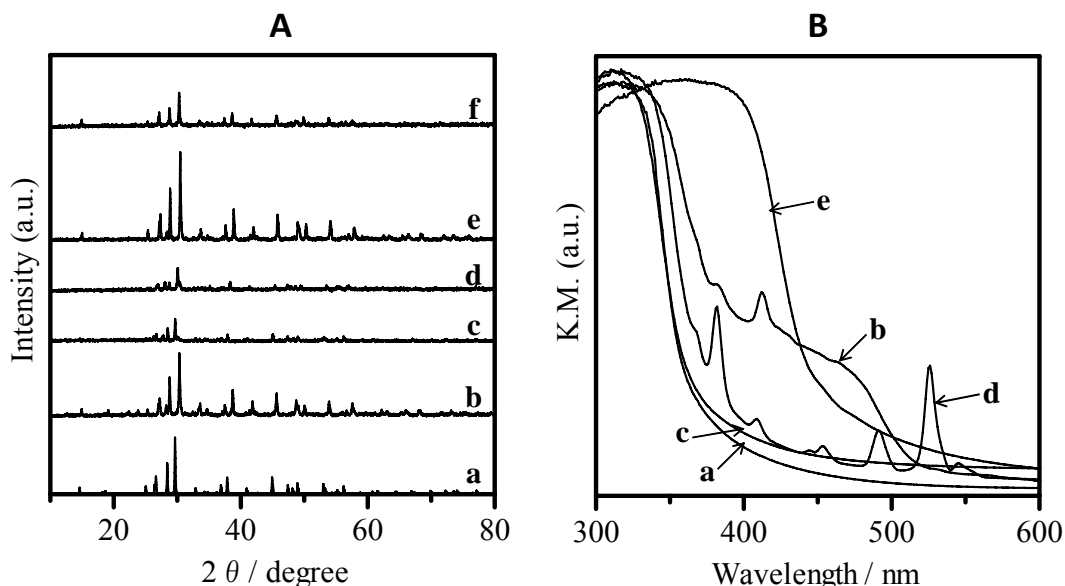 A
f
e
d
c
b
a
Intensity (a.u.)
20 40 60 80
2 θ / degree
B
e
b
d
c
a
K.M. (a.u.)
300 400 500 600
Wavelength / nm